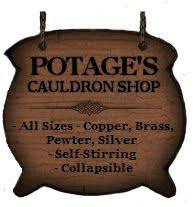 POTAGE'S
CAULDRON SHOP
- All Sizes - Copper, Brass,
Pewter, Silver
- Self-Stirring
- Collapsible